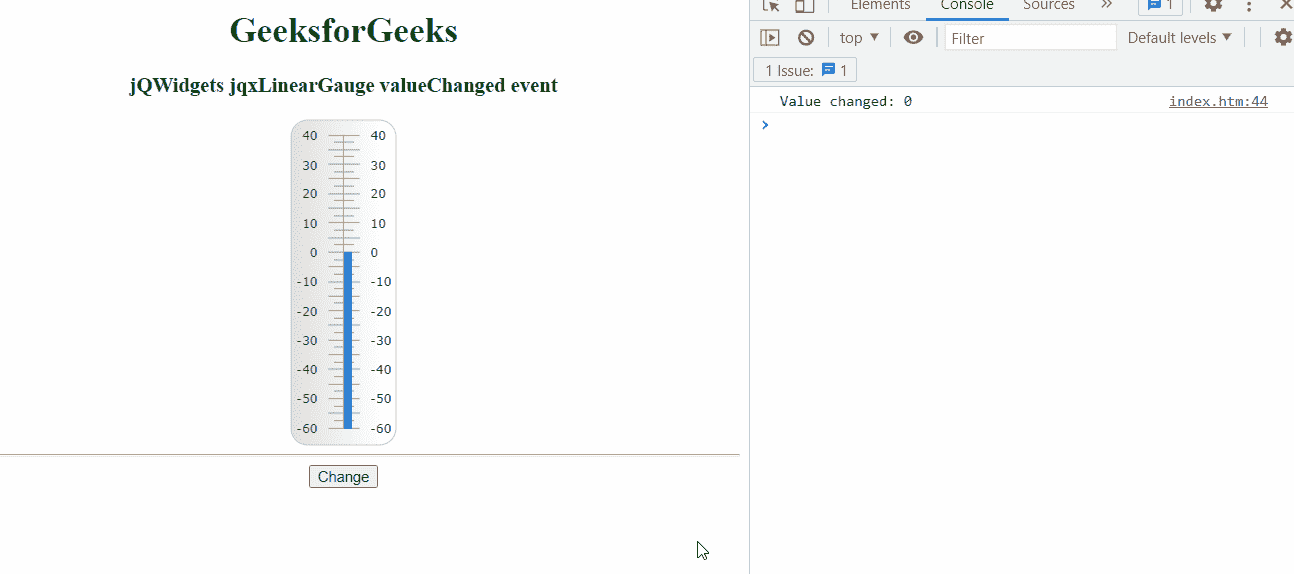 GeeksforGeeks
jQWidgets jqxLinearGauge valueChanged event
40 40
30 30
20 20
10 10
0 0
-10 -10
-20 -20
-30 -30
-40 -40
-50 -50
-60 -60
Change
Elements Console Sources » 1
top ▼ Filter Default levels ▼
1 Issue: 1
Value changed: 0 index.htm:44
>